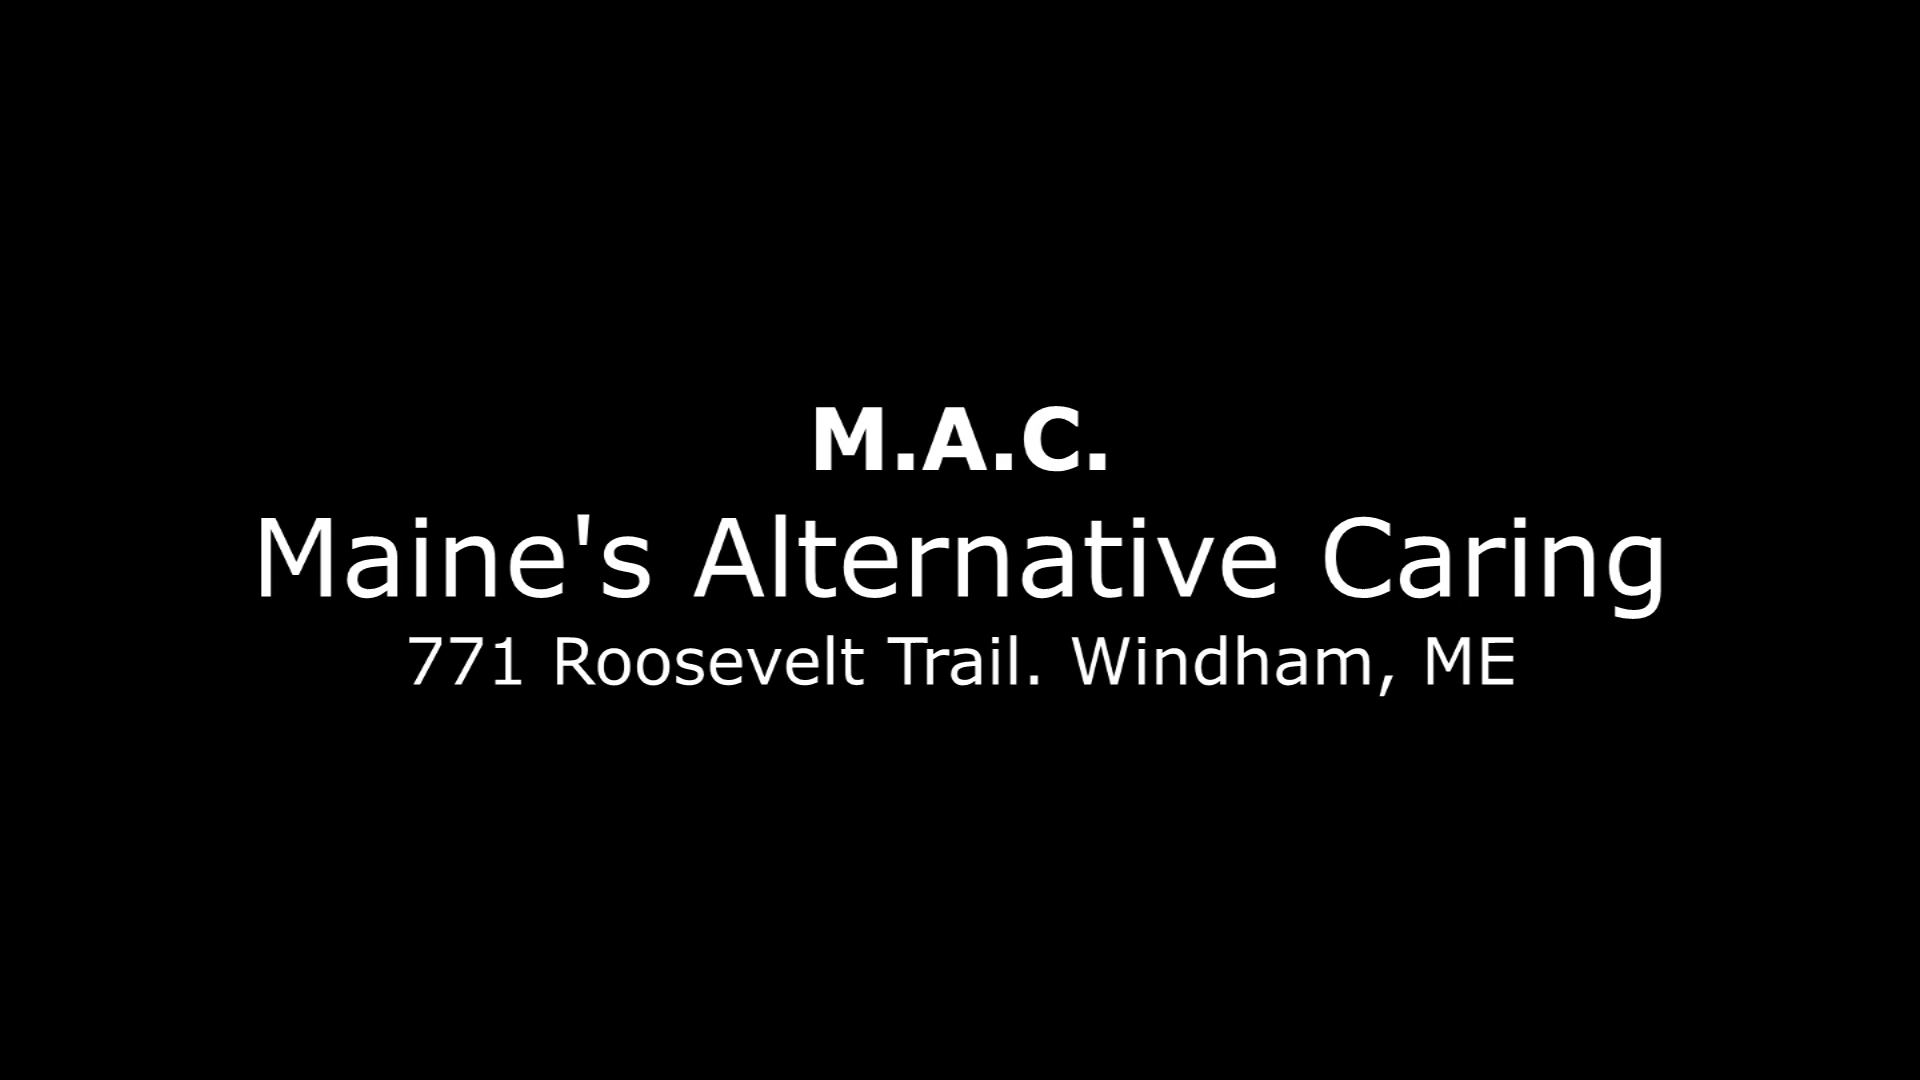 M.A.C.
Maine's Alternative Caring
771 Roosevelt Trail. Windham, ME